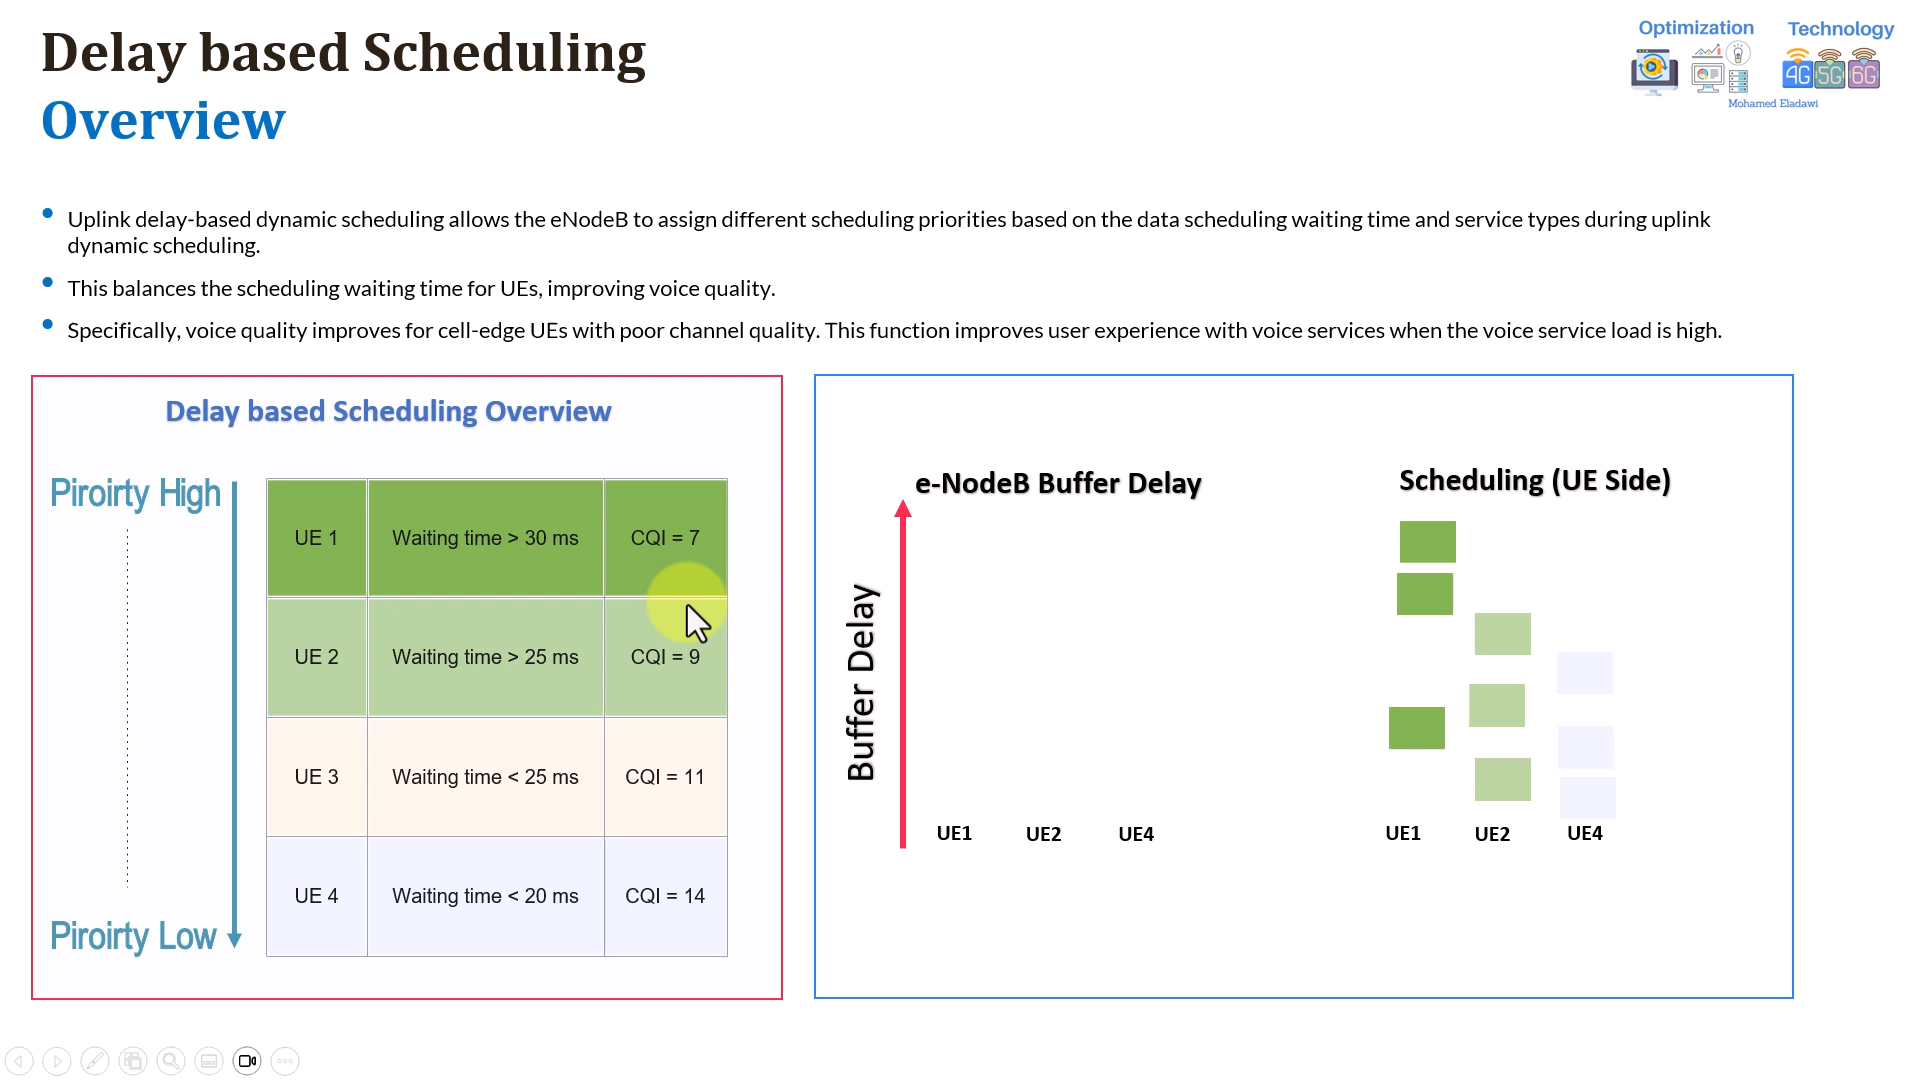 Delay based Scheduling
Overview
Optimization
Technology
4G 5G 6G
Mohamed Eladawi
• Uplink delay-based dynamic scheduling allows the eNodeB to assign different scheduling priorities based on the data scheduling waiting time and service types during uplink
dynamic scheduling.
• This balances the scheduling waiting time for UEs, improving voice quality.
• Specifically, voice quality improves for cell-edge UEs with poor channel quality. This function improves user experience with voice services when the voice service load is high.
Delay based Scheduling Overview
Piroirty High
UE 1 Waiting time > 30 ms CQI = 7
UE 2 Waiting time > 25 ms CQI = 9
UE 3 Waiting time < 25 ms CQI = 11
UE 4 Waiting time < 20 ms CQI = 14
Piroirty Low
e-NodeB Buffer Delay
Buffer Delay
UE1 UE2 UE4
Scheduling (UE Side)
UE1 UE2 UE4